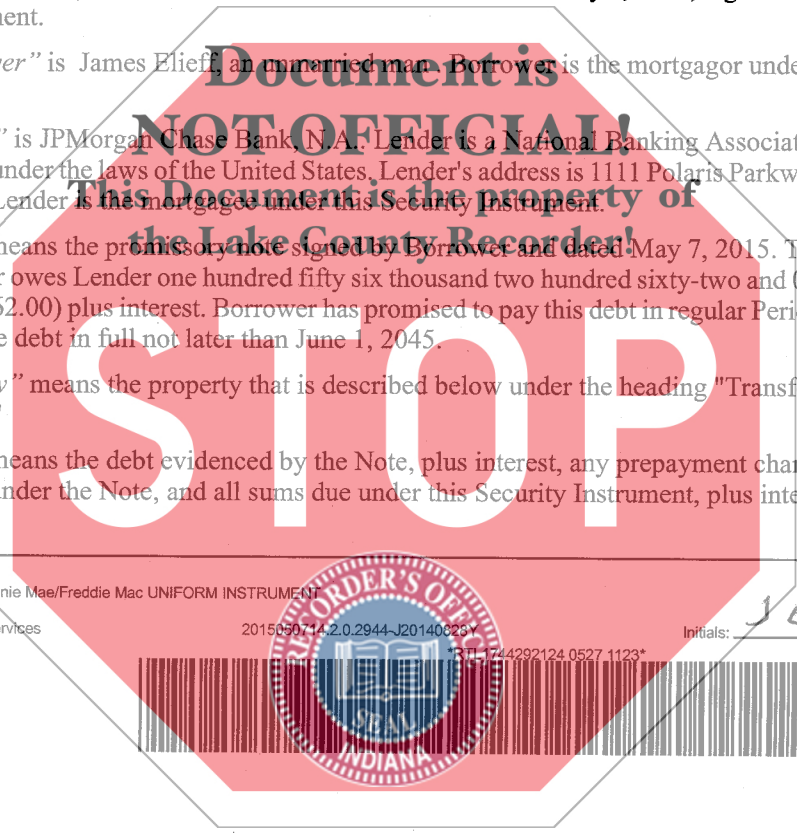 ment.
er” is James Elieff, an unmarried man. Borrower is the mortgagor unde
Document is
” is JPMorgan Chase Bank, N.A.. Lender is a National Banking Associat
NOT OFFICIAL!
under the laws of the United States. Lender's address is 1111 Polaris Parkw
This Document is the property of
Lender is the mortgagee under this Security Instrument.
the Lake County Recorder!
means the promissory note signed by Borrower and dated May 7, 2015. T
r owes Lender one hundred fifty six thousand two hundred sixty-two and
62.00) plus interest. Borrower has promised to pay this debt in regular Peri
e debt in full not later than June 1, 2045.
y” means the property that is described below under the heading "Transf
STOP
means the debt evidenced by the Note, plus interest, any prepayment char
under the Note, and all sums due under this Security Instrument, plus inte
nie Mae/Freddie Mac UNIFORM INSTRUMENT
RECORDER'S OFFICE
ervices
2015050714.2.0.2944-J20140823Y
Initials:
*RTL1744292124 0527 1123*
SEAL
INDIANA